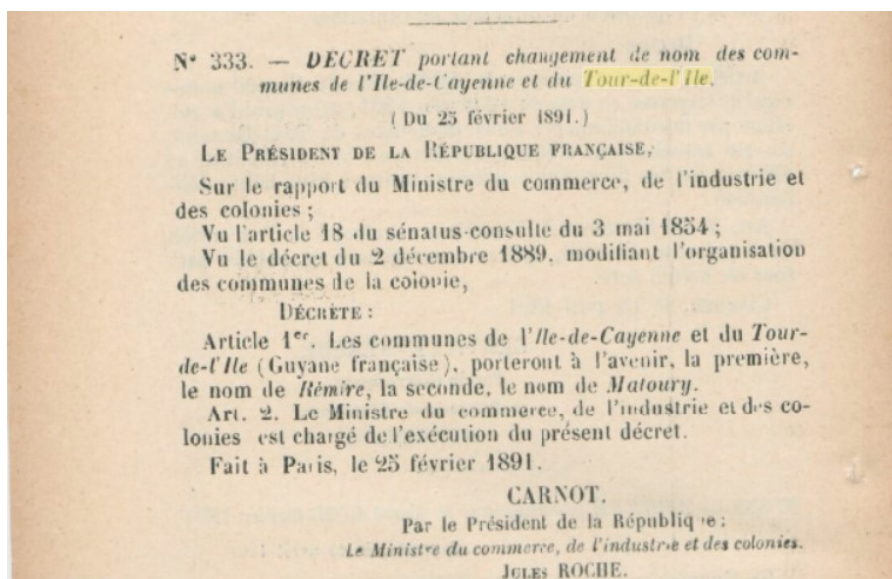 N° 333. — DÉCRET portant changement de nom des com-
munes de l'Ile-de-Cayenne et du Tour-de-l'Ile.
(Du 25 février 1891.)
LE PRÉSIDENT DE LA RÉPUBLIQUE FRANÇAISE,
Sur le rapport du Ministre du commerce, de l'industrie et
des colonies ;
Vu l'article 18 du sénatus-consulte du 3 mai 1854 ;
Vu le décret du 2 décembre 1889, modifiant l'organisation
des communes de la colonie,
DÉCRÈTE :
Article 1er. Les communes de l'Ile-de-Cayenne et du Tour-
de-l'Ile (Guyane française), porteront à l'avenir, la première,
le nom de Rémire, la seconde, le nom de Matoury.
Art. 2. Le Ministre du commerce, de l'industrie et des co-
lonies est chargé de l'exécution du présent décret.
Fait à Paris, le 25 février 1891.
CARNOT.
Par le Président de la République :
Le Ministre du commerce, de l'industrie et des colonies.
JULES ROCHE.